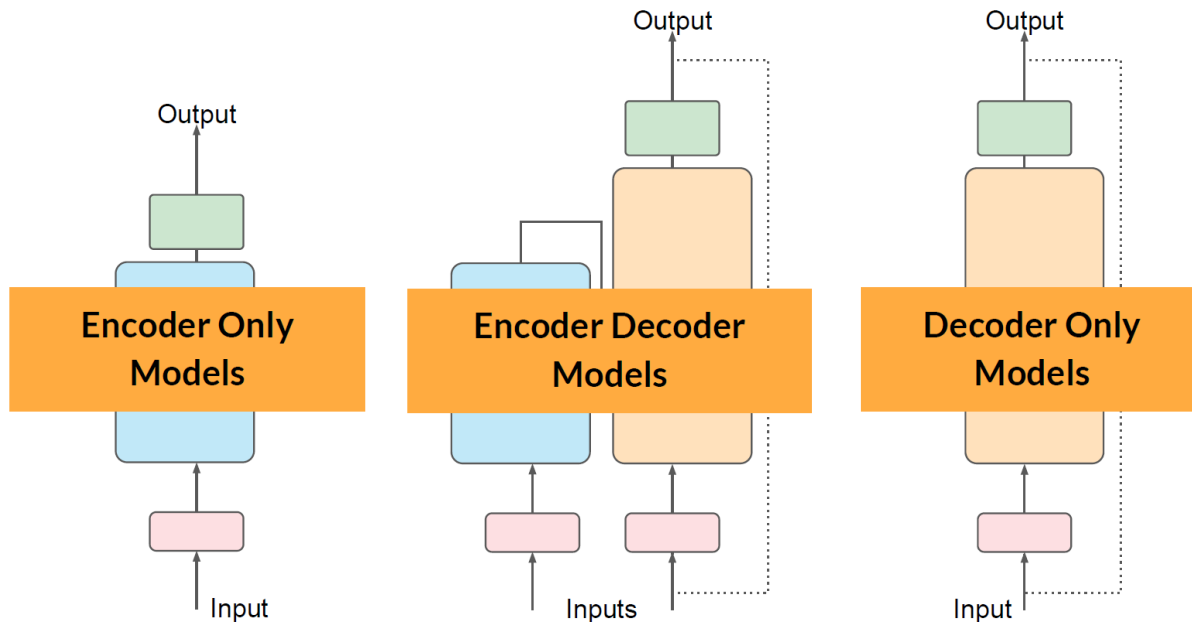 Output
Encoder Only
Models
Input
Output
Encoder Decoder
Models
Inputs
Output
Decoder Only
Models
Input